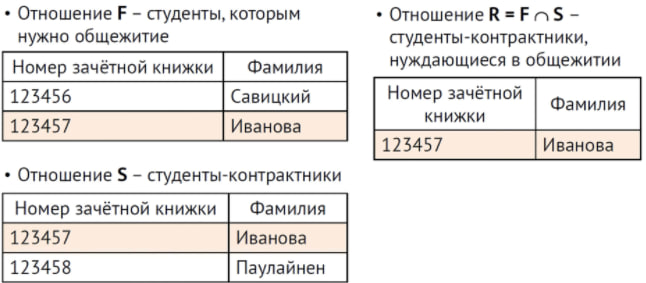 • Отношение F – студенты, которым
нужно общежитие
Номер зачётной книжки Фамилия
123456 Савицкий
123457 Иванова
• Отношение S – студенты-контрактники
Номер зачётной книжки Фамилия
123457 Иванова
123458 Паулайнен
• Отношение R = F ∩ S –
студенты-контрактники,
нуждающиеся в общежитии
Номер зачётной
книжки
Фамилия
123457 Иванова